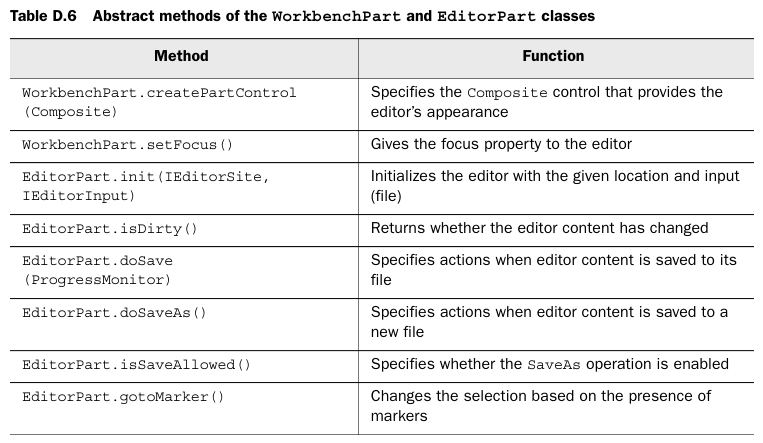 Table D.6 Abstract methods of the WorkbenchPart and EditorPart classes
Method Function
WorkbenchPart.createPartControl Specifies the Composite control that provides the
(Composite) editor's appearance
WorkbenchPart.setFocus() Gives the focus property to the editor
EditorPart.init(IEditorSite, Initializes the editor with the given location and input
IEditorInput) (file)
EditorPart.isDirty() Returns whether the editor content has changed
EditorPart.doSave Specifies actions when editor content is saved to its
(ProgressMonitor) file
EditorPart.doSaveAs() Specifies actions when editor content is saved to a
new file
EditorPart.isSaveAllowed() Specifies whether the SaveAs operation is enabled
EditorPart.gotoMarker() Changes the selection based on the presence of
markers